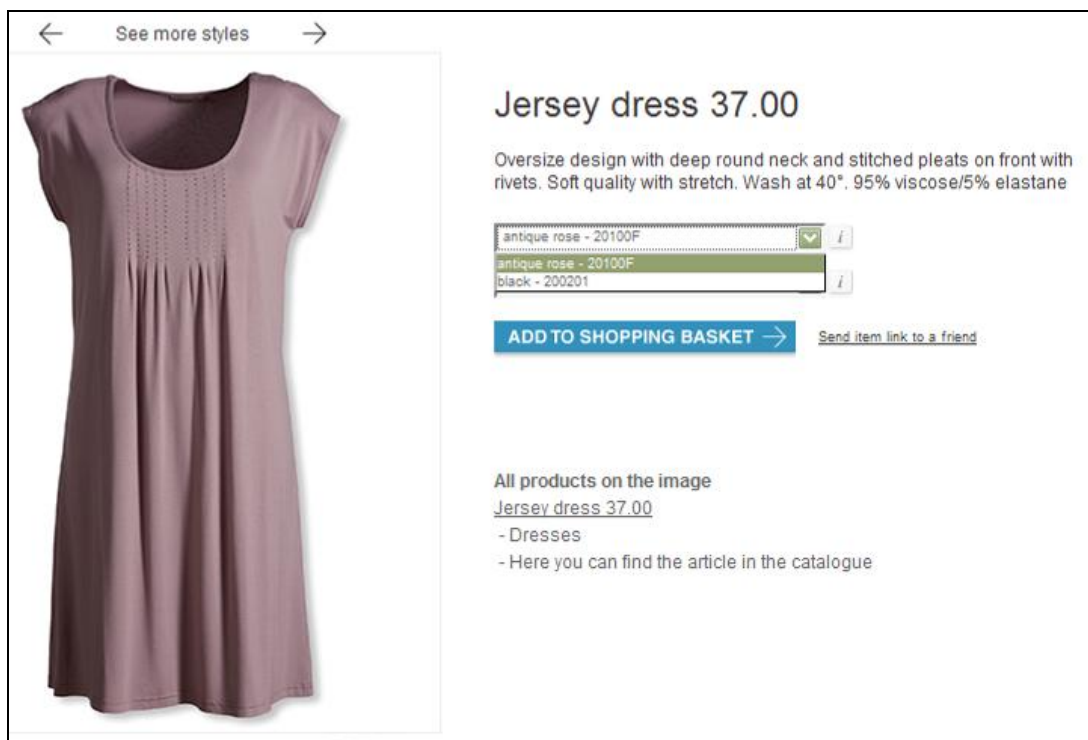 See more styles
Jersey dress 37.00
Oversize design with deep round neck and stitched pleats on front with
rivets. Soft quality with stretch. Wash at 40°. 95% viscose/5% elastane
antique rose - 20100F
i
antique rose - 20100F
black - 200201
i
ADD TO SHOPPING BASKET
Send item link to a friend
All products on the image
Jersey dress 37.00
- Dresses
- Here you can find the article in the catalogue